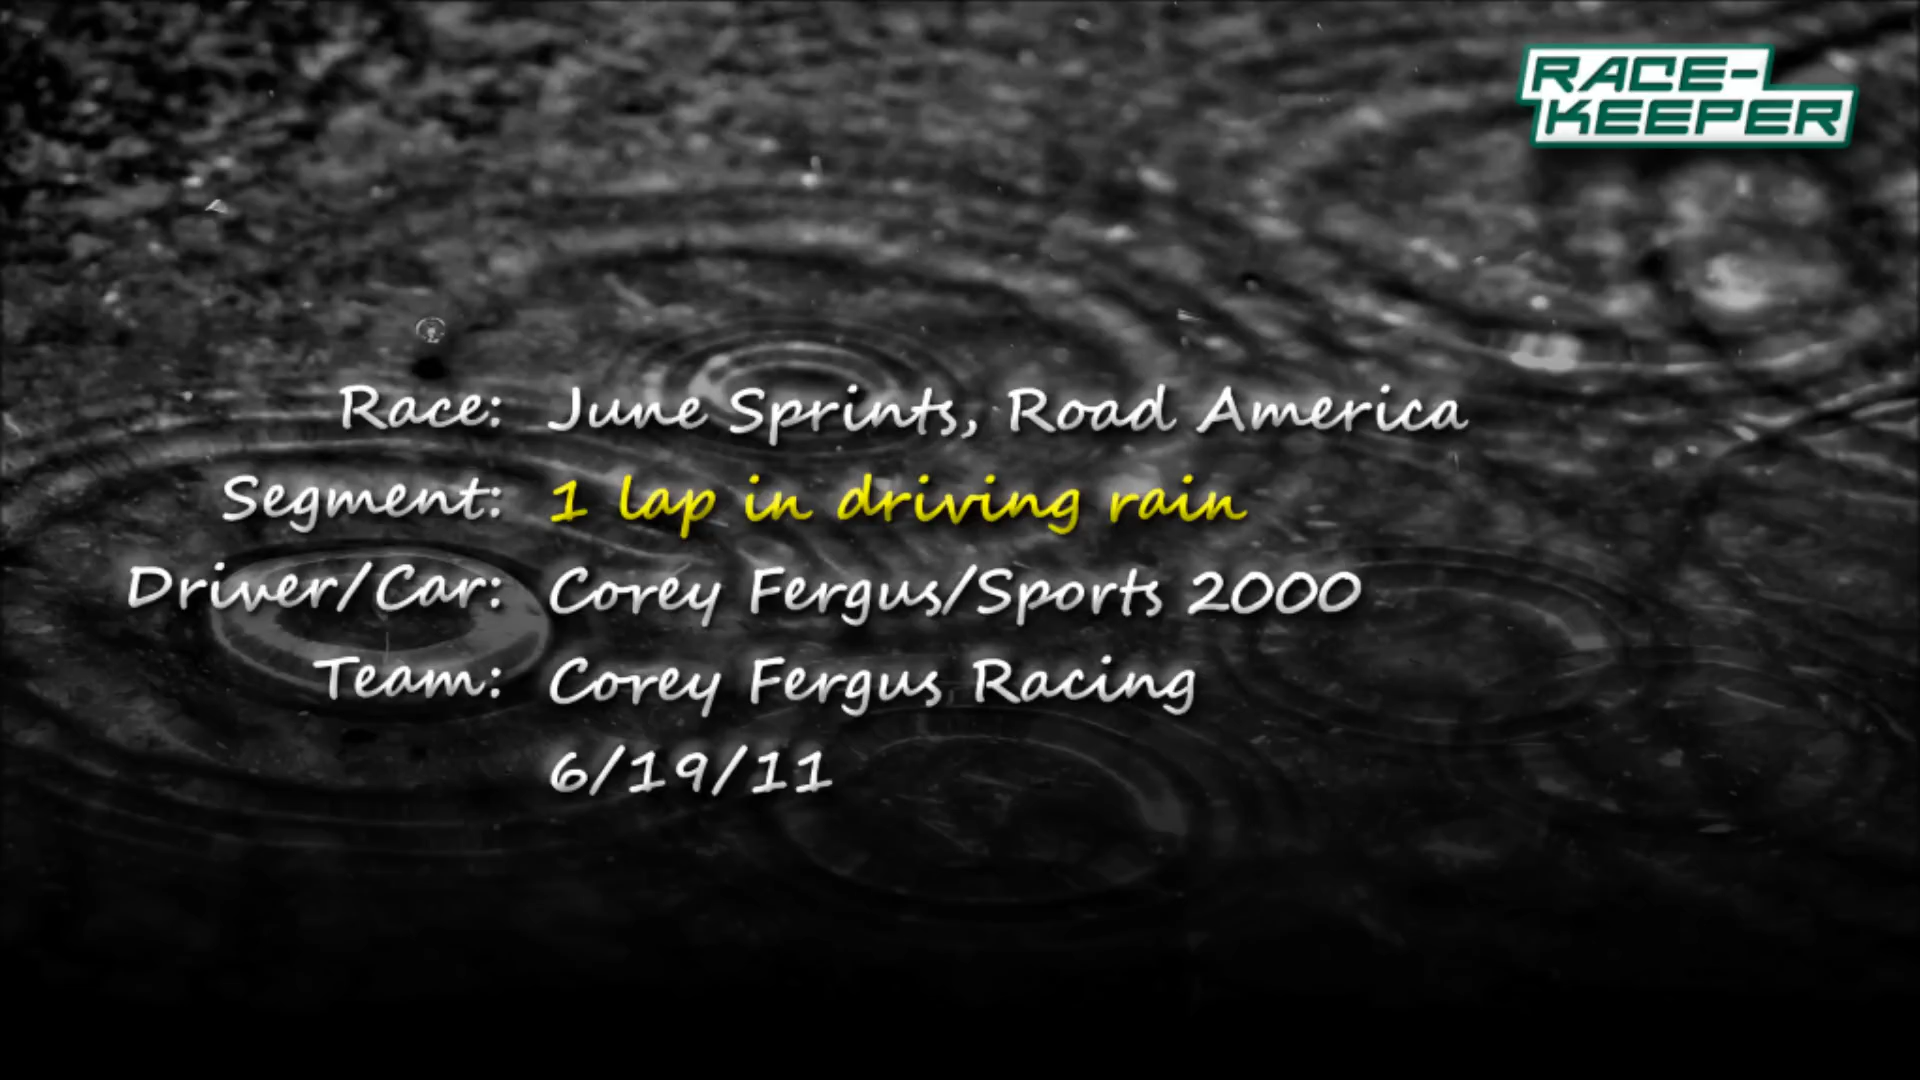 RACE-
KEEPER
Race: June Sprints, Road America
Segment: 1 lap in driving rain
Driver/Car: Corey Fergus/Sports 2000
Team: Corey Fergus Racing
6/19/11